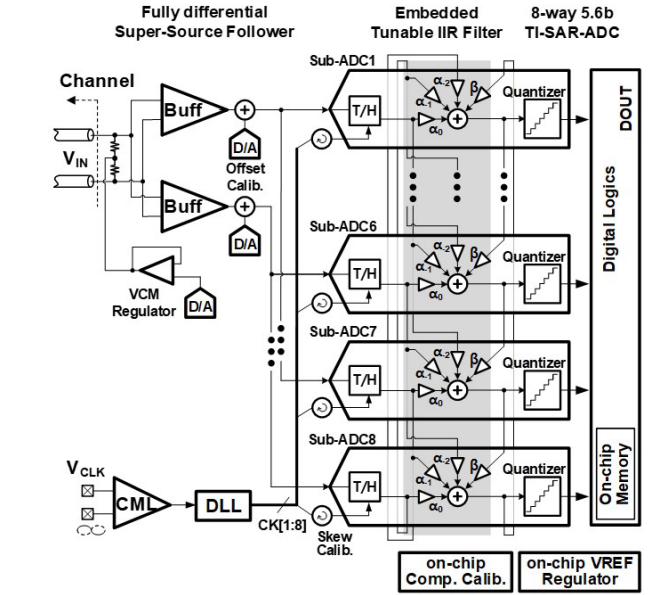 Fully differential
Super-Source Follower
Embedded
Tunable IIR Filter
8-way 5.6b
TI-SAR-ADC
Channel
V_IN
Buff
D/A
Offset
Calib.
Buff
D/A
VCM
Regulator
D/A
Sub-ADC1
T/H
α-1
α-2
β
α0
Quantizer
Sub-ADC6
T/H
α-1
α-2
β
α0
Quantizer
Sub-ADC7
T/H
α-1
α-2
β
α0
Quantizer
Sub-ADC8
T/H
α-1
α-2
β
α0
Quantizer
DOUT
Digital Logics
On-chip
Memory
V_CLK
CML
DLL
CK[1:8]
Skew
Calib.
on-chip
Comp. Calib.
on-chip VREF
Regulator